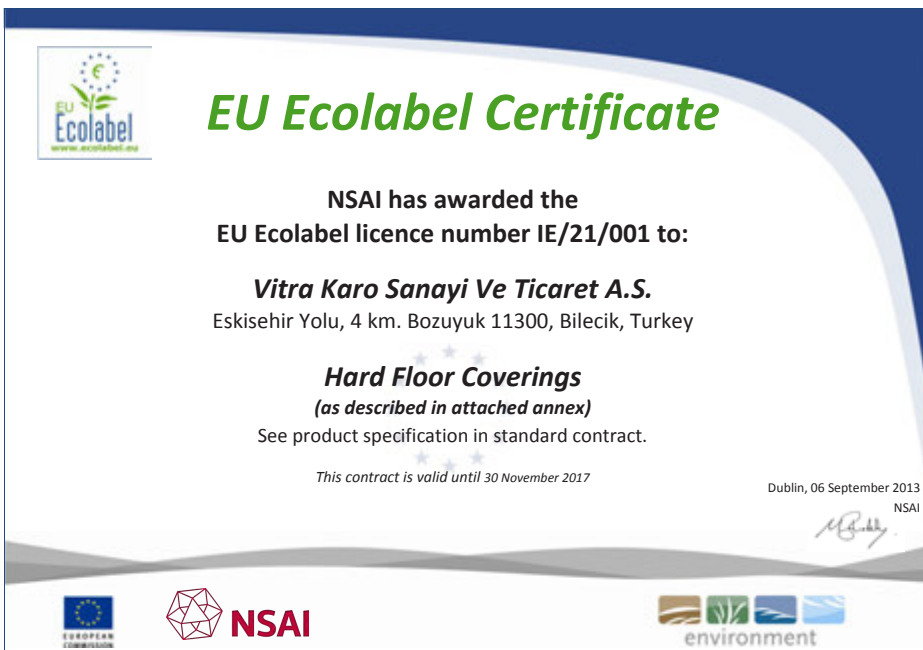 EU
Ecolabel
www.ecolabel.eu
EU Ecolabel Certificate
NSAI has awarded the
EU Ecolabel licence number IE/21/001 to:
Vitra Karo Sanayi Ve Ticaret A.S.
Eskisehir Yolu, 4 km. Bozuyuk 11300, Bilecik, Turkey
Hard Floor Coverings
(as described in attached annex)
See product specification in standard contract.
This contract is valid until 30 November 2017
Dublin, 06 September 2013
NSAI
EUROPEAN
COMMISSION
NSAI
environment